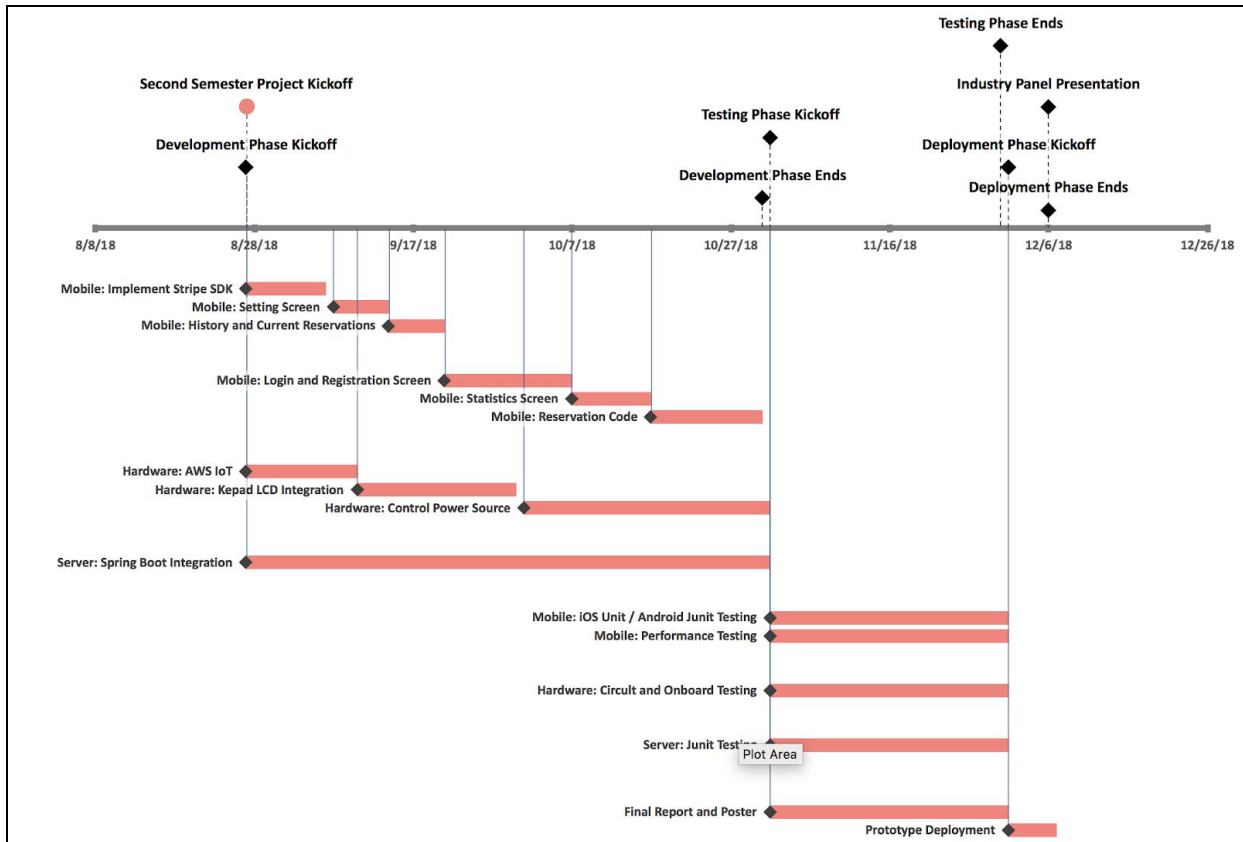 Testing Phase Ends
Second Semester Project Kickoff
Industry Panel Presentation
Testing Phase Kickoff
Development Phase Kickoff
Deployment Phase Kickoff
Development Phase Ends
Deployment Phase Ends
8/8/18
8/28/18
9/17/18
10/7/18
10/27/18
11/16/18
12/6/18
12/26/18
Mobile: Implement Stripe SDK
Mobile: Setting Screen
Mobile: History and Current Reservations
Mobile: Login and Registration Screen
Mobile: Statistics Screen
Mobile: Reservation Code
Hardware: AWS IoT
Hardware: Kepad LCD Integration
Hardware: Control Power Source
Server: Spring Boot Integration
Mobile: iOS Unit / Android Junit Testing
Mobile: Performance Testing
Hardware: Circult and Onboard Testing
Server: Junit Testing
Plot Area
Final Report and Poster
Prototype Deployment